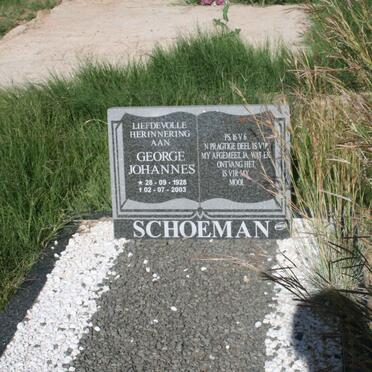 LIEFDEVOLLE
HERINNERING
AAN
GEORGE
JOHANNES
* 28 - 09 - 1928
† 02 - 07 - 2003
PS 16 V 6
'N PRAGTIGE DEEL IS VIR
MY AFGEMEET, JA, WAT EK
ONTVANG HET,
IS VIR MY
MOOI
SCHOEMAN